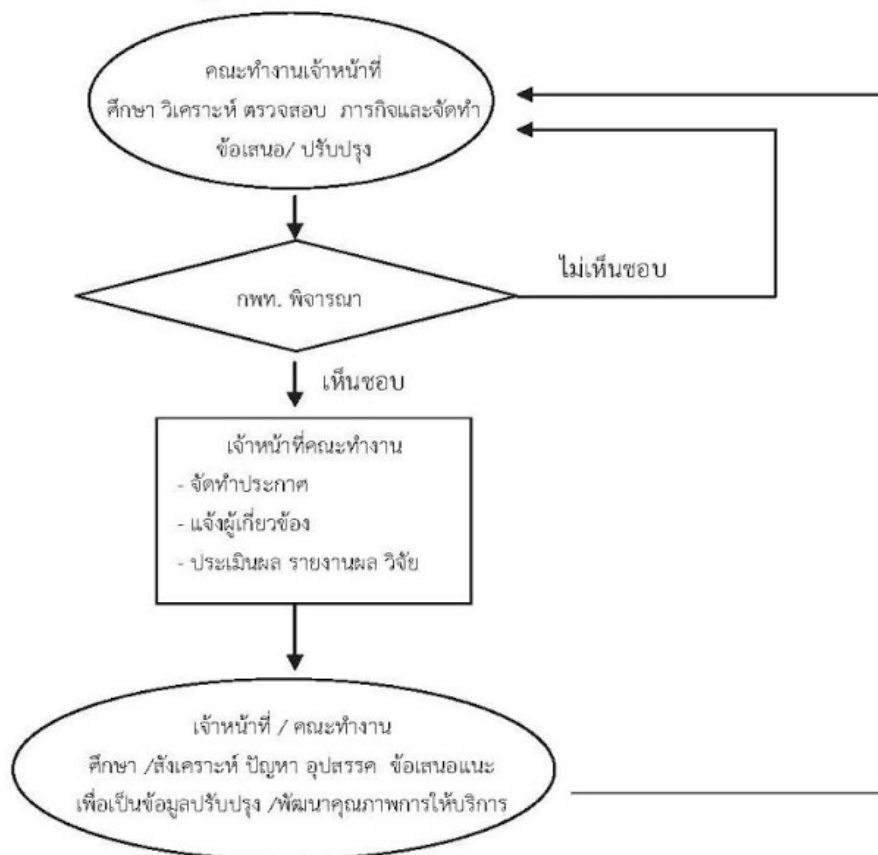 คณะทำงานเจ้าหน้าที่
ศึกษา วิเคราะห์ ตรวจสอบ ภารกิจและจัดทำ
ข้อเสนอ/ ปรับปรุง
กพท. พิจารณา
ไม่เห็นชอบ
เห็นชอบ
เจ้าหน้าที่คณะทำงาน
- จัดทำประกาศ
- แจ้งผู้เกี่ยวข้อง
- ประเมินผล รายงานผล วิจัย
เจ้าหน้าที่ / คณะทำงาน
ศึกษา /สังเคราะห์ ปัญหา อุปสรรค ข้อเสนอแนะ
เพื่อเป็นข้อมูลปรับปรุง /พัฒนาคุณภาพการให้บริการ